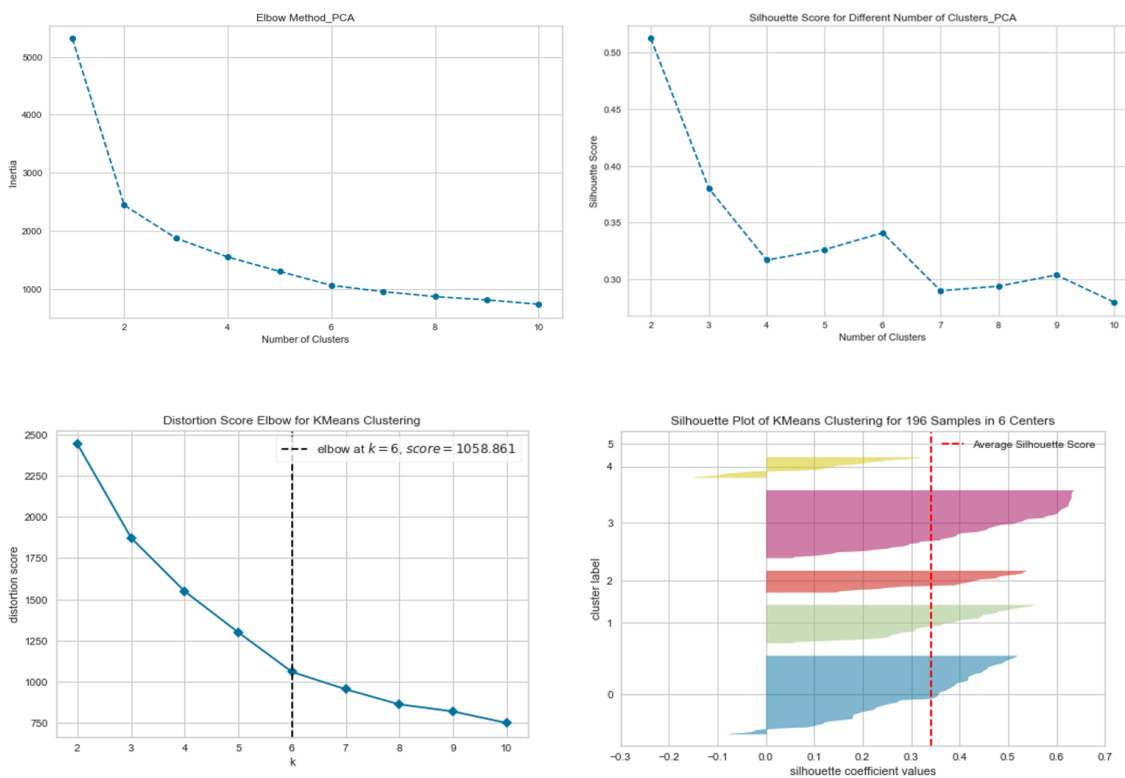 Elbow Method_PCA
5000
4000
3000
2000
1000
Inertia
2 4 6 8 10
Number of Clusters
Silhouette Score for Different Number of Clusters_PCA
0.50
0.45
0.40
0.35
0.30
Silhouette Score
2 3 4 5 6 7 8 9 10
Number of Clusters
Distortion Score Elbow for KMeans Clustering
elbow at k = 6, score = 1058.861
2500
2250
2000
1750
1500
1250
1000
750
distortion score
2 3 4 5 6 7 8 9 10
k
Silhouette Plot of KMeans Clustering for 196 Samples in 6 Centers
Average Silhouette Score
5
4
3
2
1
0
cluster label
−0.3 −0.2 −0.1 0.0 0.1 0.2 0.3 0.4 0.5 0.6 0.7
silhouette coefficient values